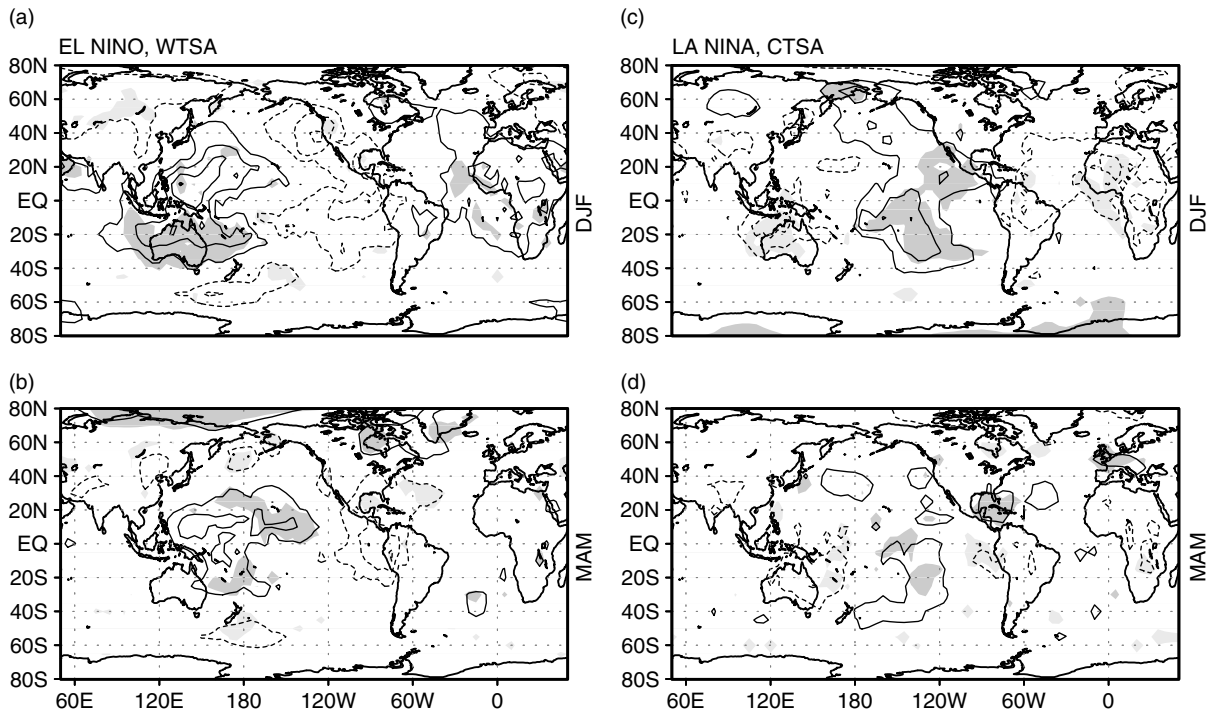 (a)
EL NINO, WTSA
80N
60N
40N
20N
EQ
20S
40S
60S
80S
DJF
(c)
LA NINA, CTSA
80N
60N
40N
20N
EQ
20S
40S
60S
80S
DJF
(b)
80N
60N
40N
20N
EQ
20S
40S
60S
80S
60E 120E 180 120W 60W 0
MAM
(d)
80N
60N
40N
20N
EQ
20S
40S
60S
80S
60E 120E 180 120W 60W 0
MAM